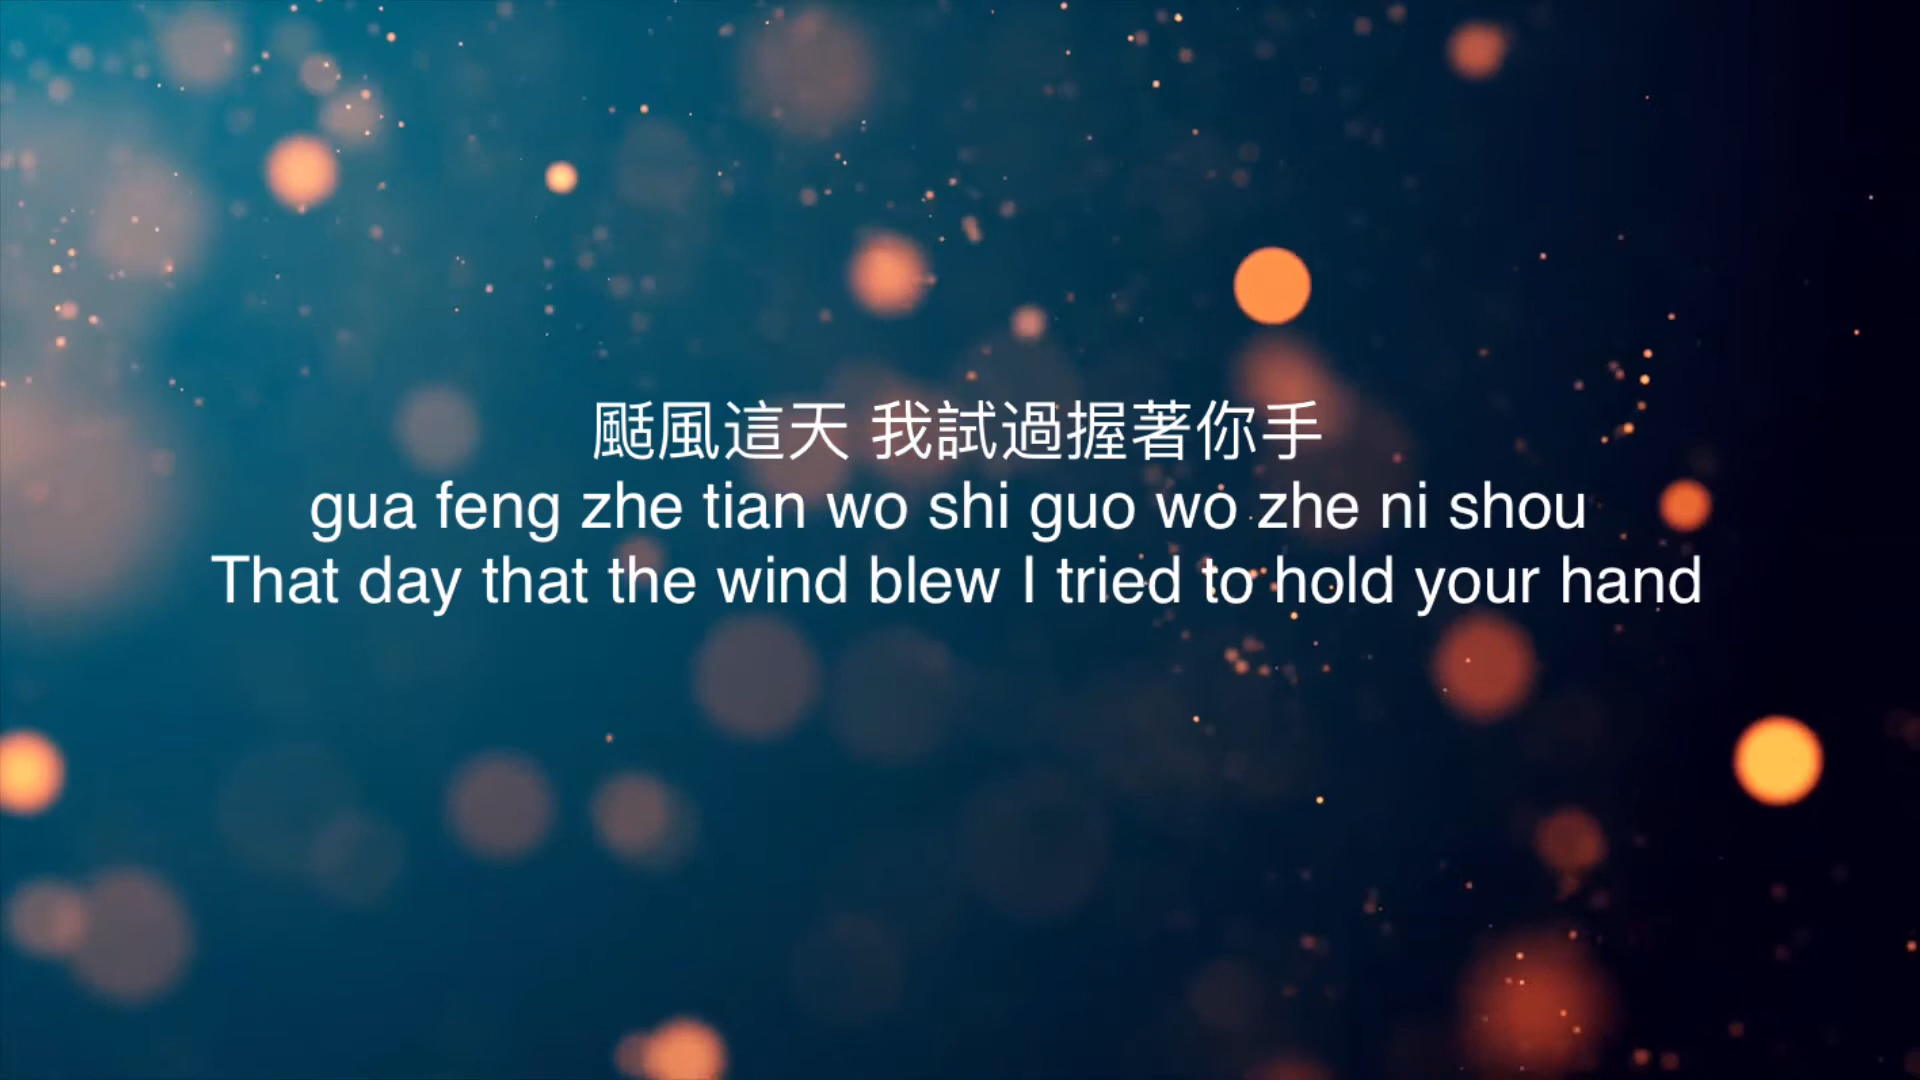 颳風這天 我試過握著你手
gua feng zhe tian wo shi guo wo zhe ni shou
That day that the wind blew I tried to hold your hand